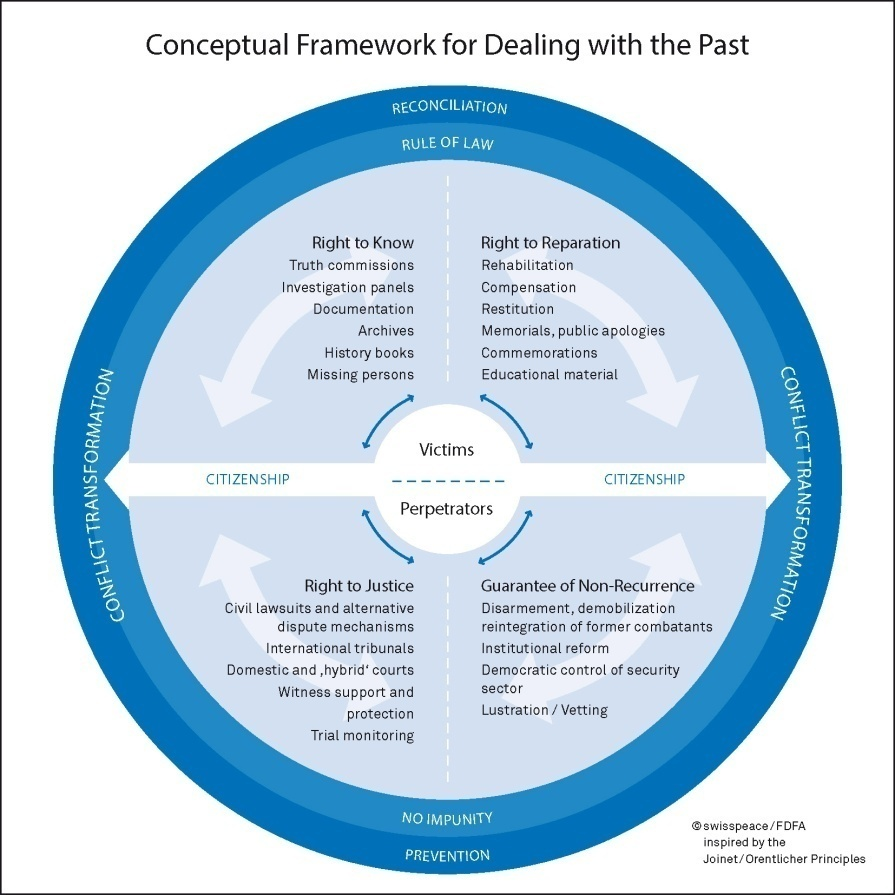 Conceptual Framework for Dealing with the Past
RECONCILIATION
RULE OF LAW
Right to Know
Truth commissions
Investigation panels
Documentation
Archives
History books
Missing persons
Right to Reparation
Rehabilitation
Compensation
Restitution
Memorials, public apologies
Commemorations
Educational material
CONFLICT TRANSFORMATION
CONFLICT TRANSFORMATION
Victims
CITIZENSHIP
CITIZENSHIP
Perpetrators
Right to Justice
Civil lawsuits and alternative
dispute mechanisms
International tribunals
Domestic and ‚hybrid‘ courts
Witness support and
protection
Trial monitoring
Guarantee of Non-Recurrence
Disarmement, demobilization
reintegration of former combatants
Institutional reform
Democratic control of security
sector
Lustration / Vetting
NO IMPUNITY
PREVENTION
© swisspeace / FDFA
inspired by the
Joinet / Orentlicher Principles